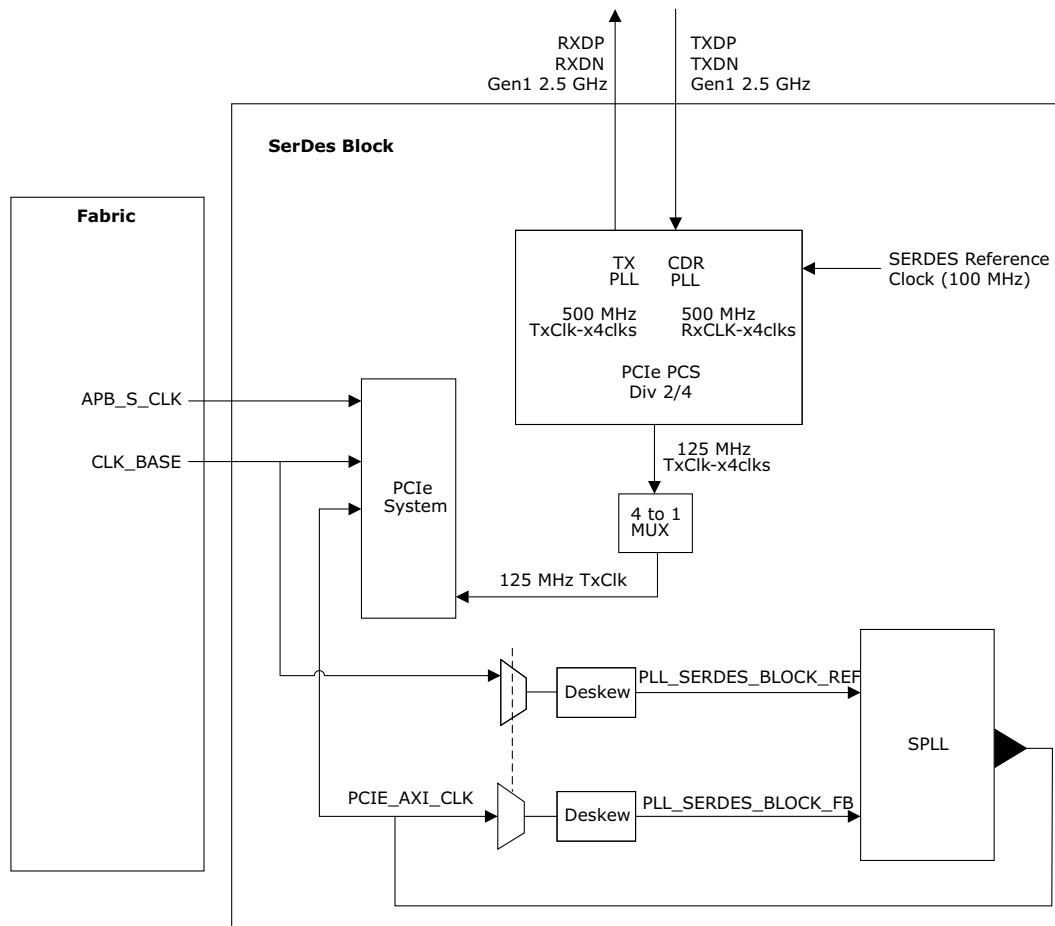 RXDP
RXDN
Gen1 2.5 GHz
TXDP
TXDN
Gen1 2.5 GHz
SerDes Block
Fabric
TX
PLL
CDR
PLL
500 MHz
TxClk-x4clks
500 MHz
RxCLK-x4clks
PCIe PCS
Div 2/4
SERDES Reference
Clock (100 MHz)
APB_S_CLK
CLK_BASE
PCIe
System
125 MHz
TxClk-x4clks
4 to 1
MUX
125 MHz TxClk
Deskew
PLL_SERDES_BLOCK_REF
SPLL
PCIE_AXI_CLK
Deskew
PLL_SERDES_BLOCK_FB